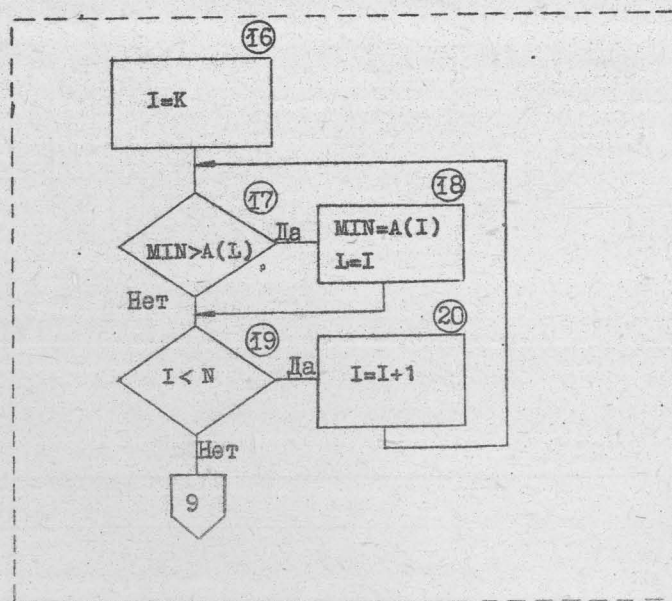 16
I=K
17
18
MIN>A(L)
Да
MIN=A(I)
L=I
Нет
19
20
I < N
Да
I=I+1
Нет
9